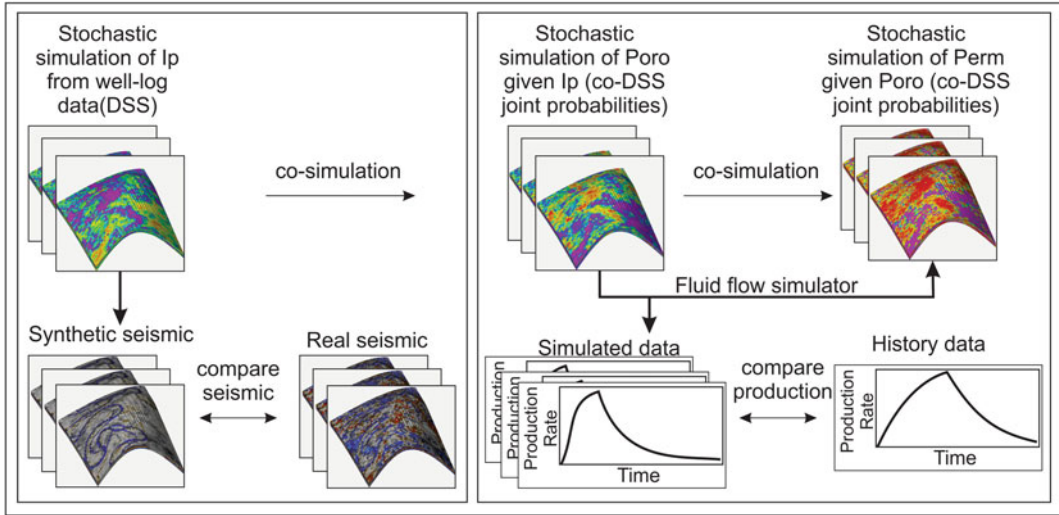 Stochastic
simulation of Ip
from well-log
data(DSS)
co-simulation
Synthetic seismic
Real seismic
compare
seismic
Stochastic
simulation of Poro
given Ip (co-DSS
joint probabilities)
co-simulation
Stochastic
simulation of Perm
given Poro (co-DSS
joint probabilities)
Fluid flow simulator
Simulated data
Production
Production
Production
Rate
Time
compare
production
History data
Production
Rate
Time